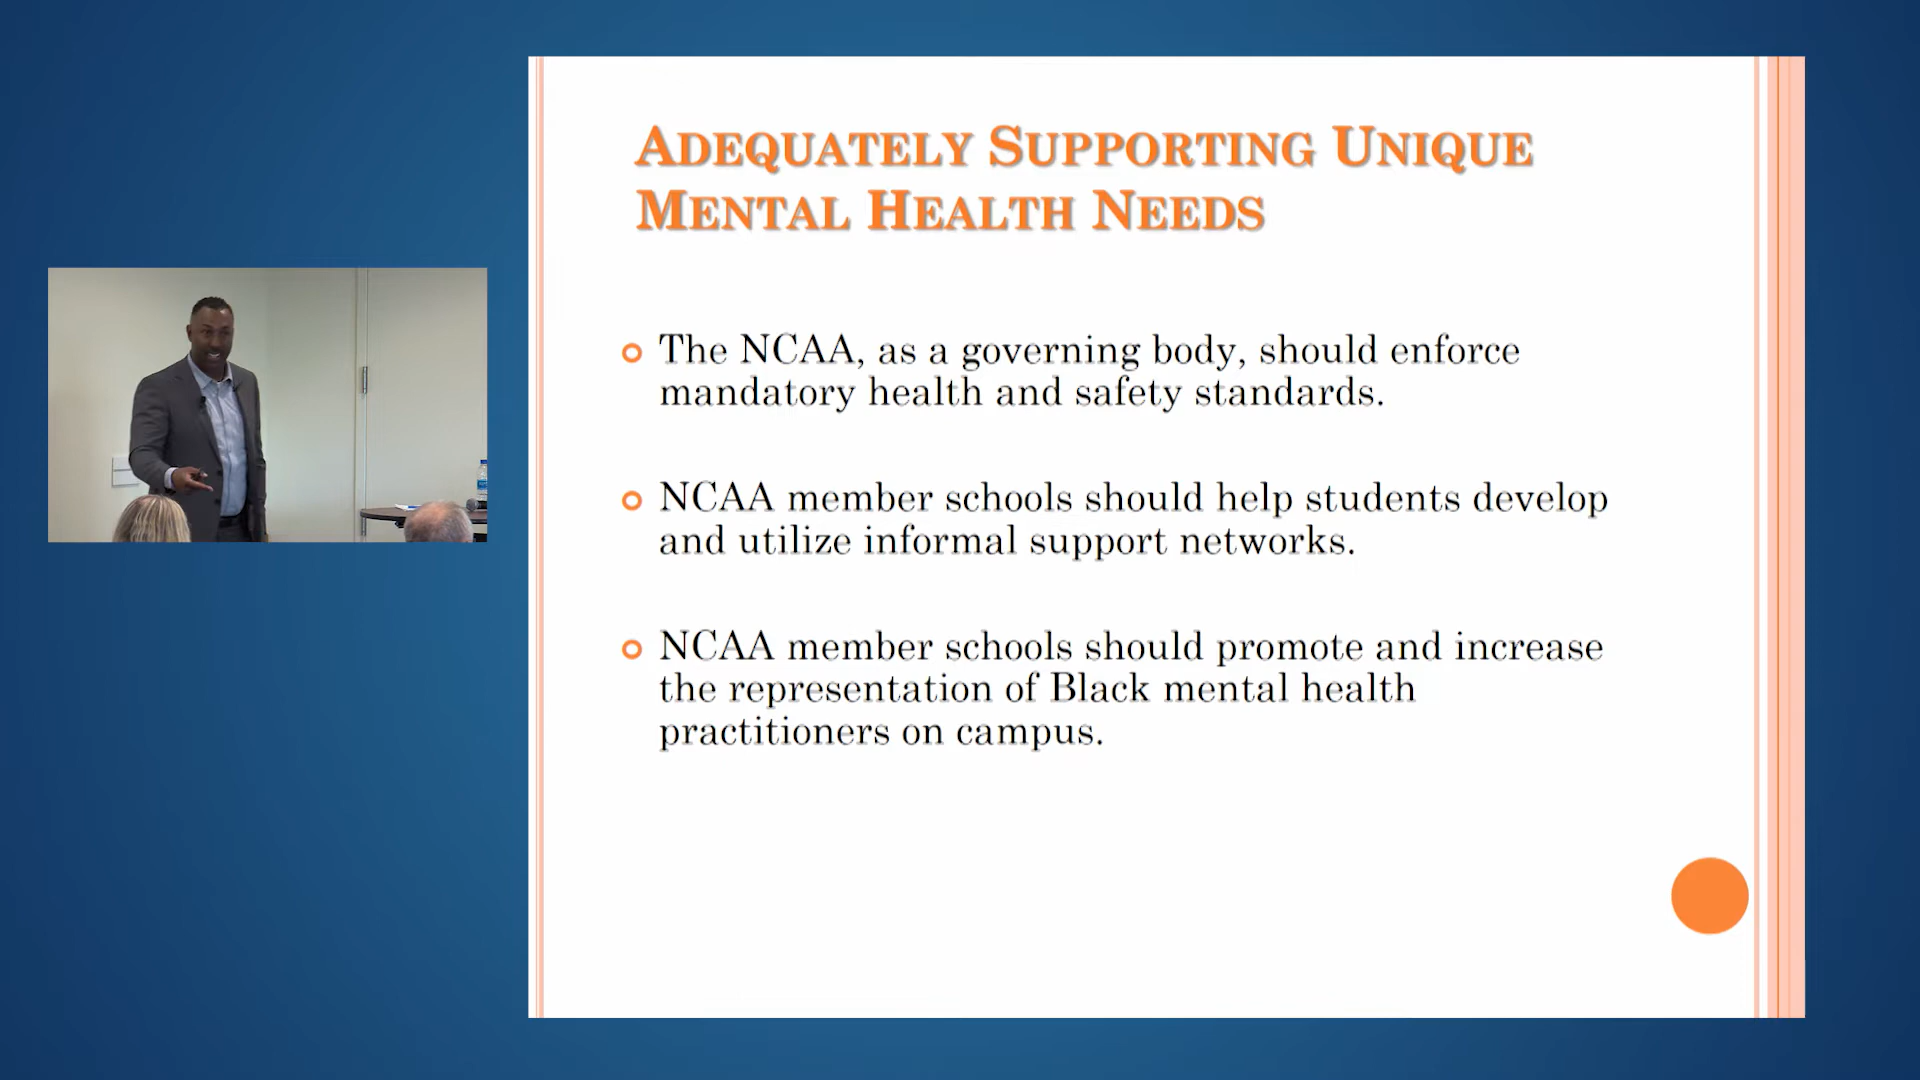 Adequately Supporting Unique
Mental Health Needs
The NCAA, as a governing body, should enforce
mandatory health and safety standards.
NCAA member schools should help students develop
and utilize informal support networks.
NCAA member schools should promote and increase
the representation of Black mental health
practitioners on campus.